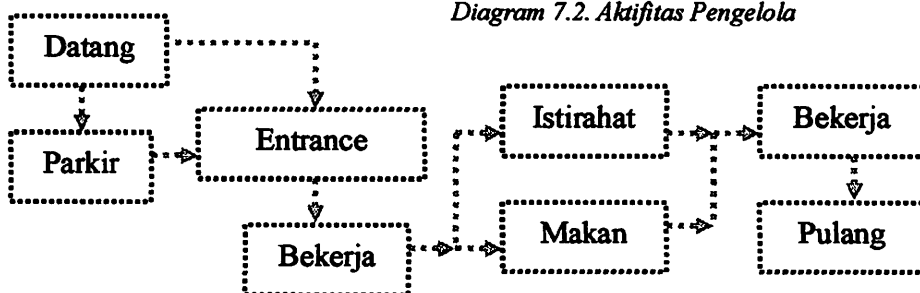 Diagram 7.2. Aktifitas Pengelola
Datang
Parkir
Entrance
Bekerja
Istirahat
Makan
Bekerja
Pulang